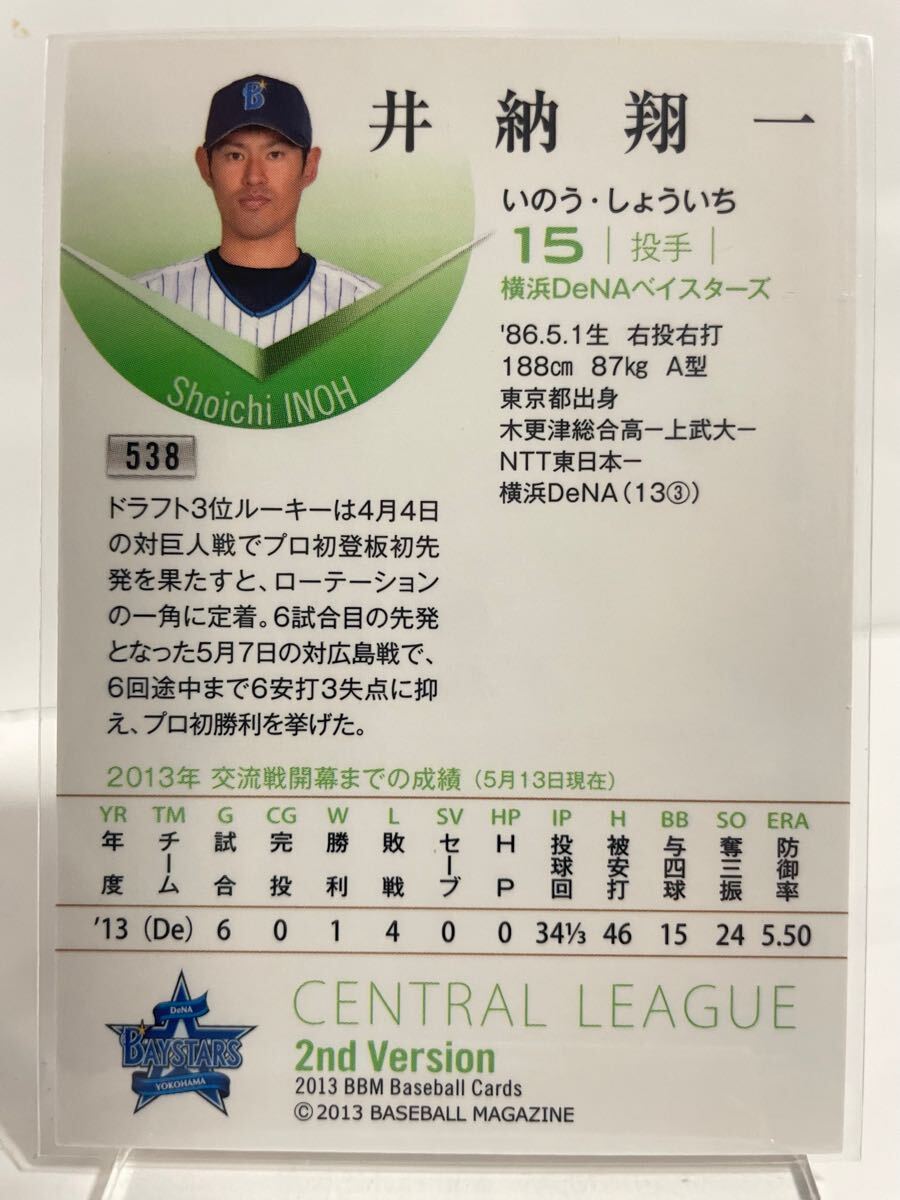 井納翔一
いのう・しょういち
15 | 投手 |
横浜DeNAベイスターズ
'86.5.1生 右投右打
188㎝ 87㎏ A型
東京都出身
木更津総合高ー上武大ー
NTT東日本ー
横浜DeNA(13③)
B
Shoichi INOH
538
ドラフト3位ルーキーは4月4日
の対巨人戦でプロ初登板初先
発を果たすと、ローテーション
の一角に定着。6試合目の先発
となった5月7日の対広島戦で、
6回途中まで6安打3失点に抑
え、プロ初勝利を挙げた。
2013年 交流戦開幕までの成績(5月13日現在)
YR TM G CG W L SV HP IP H BB SO ERA
年度 チーム 試合 完投 勝利 敗戦 セーブ HP 投球回 被安打 与四球 奪三振 防御率
'13 (De) 6 0 1 4 0 0 34⅓ 46 15 24 5.50
DeNA
BAYSTARS
YOKOHAMA
CENTRAL LEAGUE
2nd Version
2013 BBM Baseball Cards
©2013 BASEBALL MAGAZINE